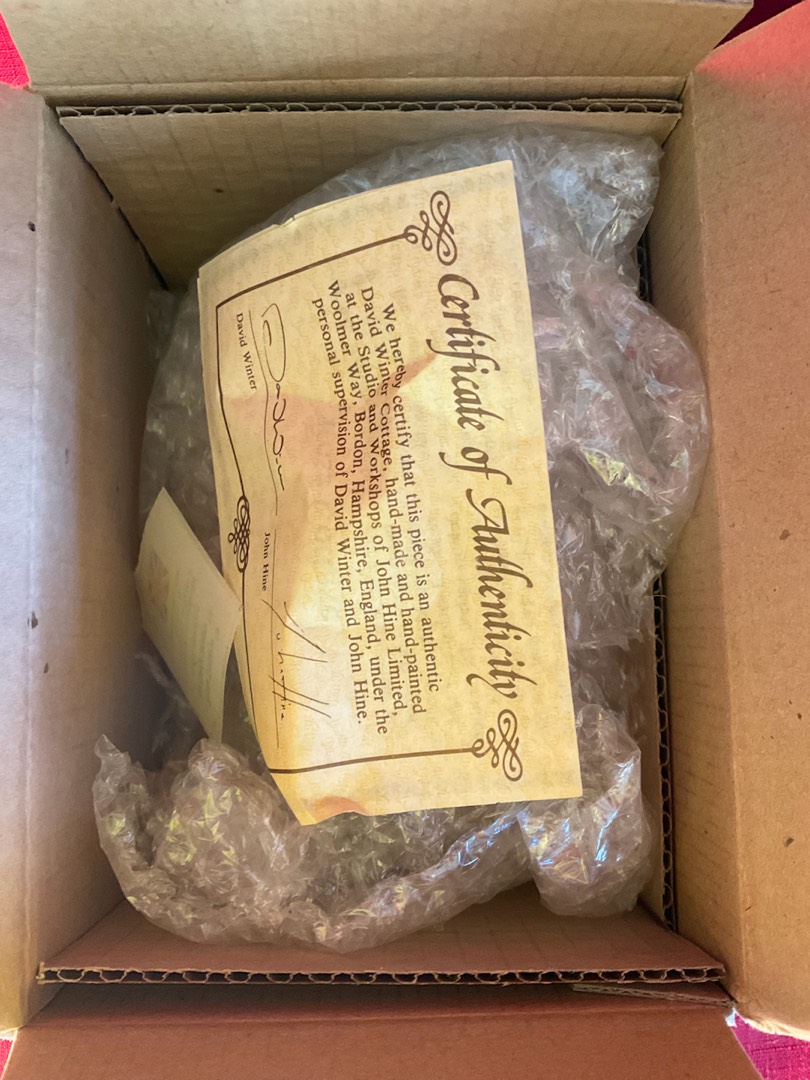 Certificate of Authenticity
We hereby certify that this piece is an authentic
David Winter Cottage, hand-made and hand-painted
at the Studio and Workshops of John Hine Limited,
Woolmer Way, Bordon, Hampshire, England, under the
personal supervision of David Winter and John Hine.
David Winter
John Hine
John Hine